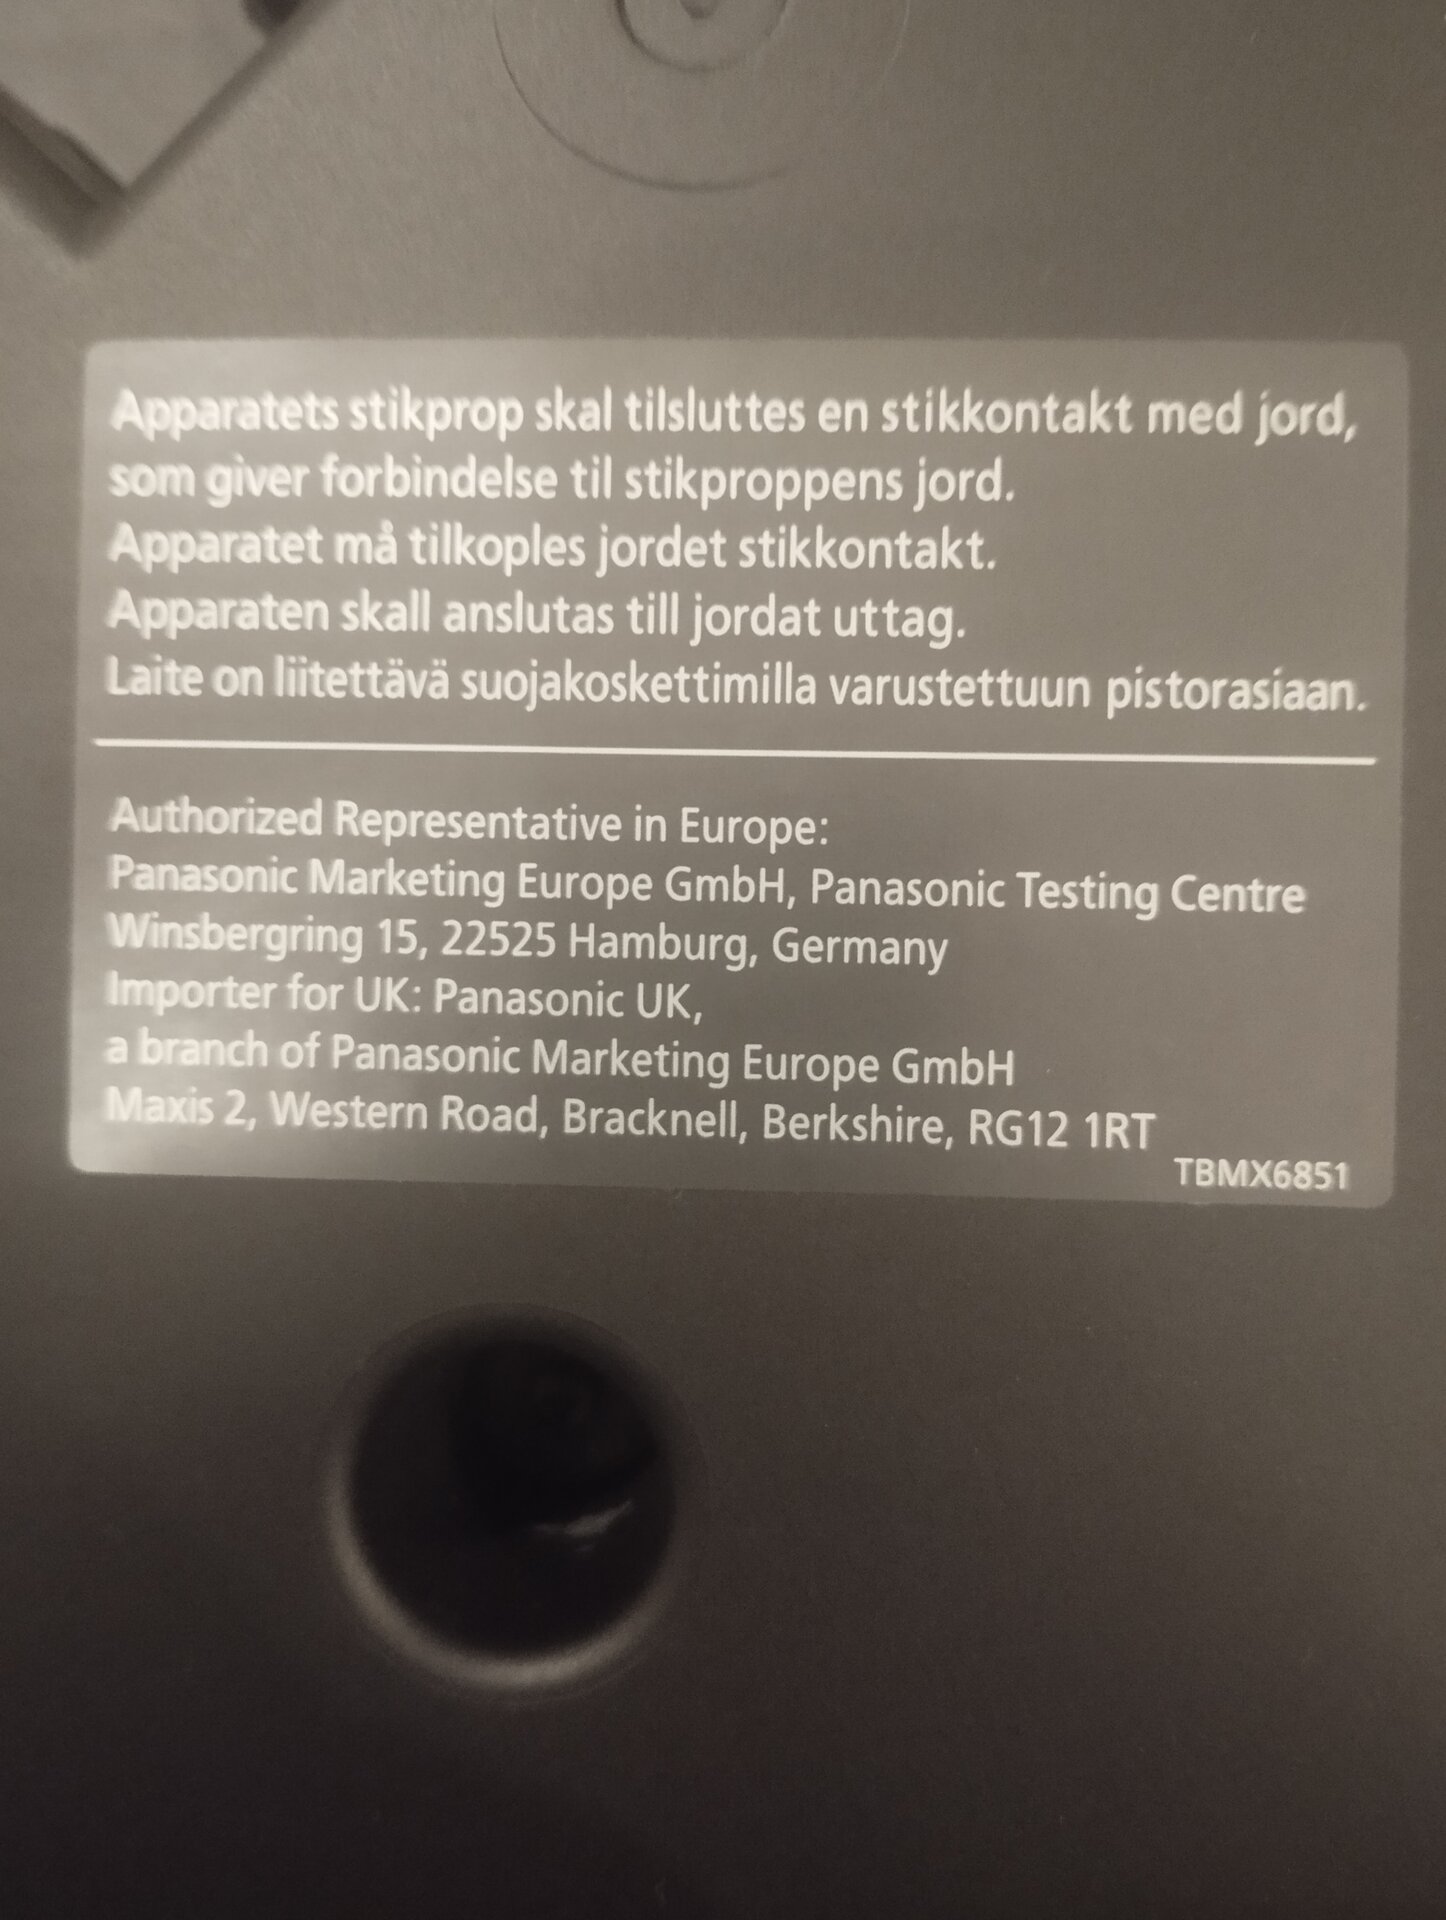 Apparatets stikprop skal tilsluttes en stikkontakt med jord,
som giver forbindelse til stikproppens jord.
Apparatet må tilkoples jordet stikkontakt.
Apparaten skall anslutas till jordat uttag.
Laite on liitettävä suojakoskettimilla varustettuun pistorasiaan.
Authorized Representative in Europe:
Panasonic Marketing Europe GmbH, Panasonic Testing Centre
Winsbergring 15, 22525 Hamburg, Germany
Importer for UK: Panasonic UK,
a branch of Panasonic Marketing Europe GmbH
Maxis 2, Western Road, Bracknell, Berkshire, RG12 1RT
TBMX6851